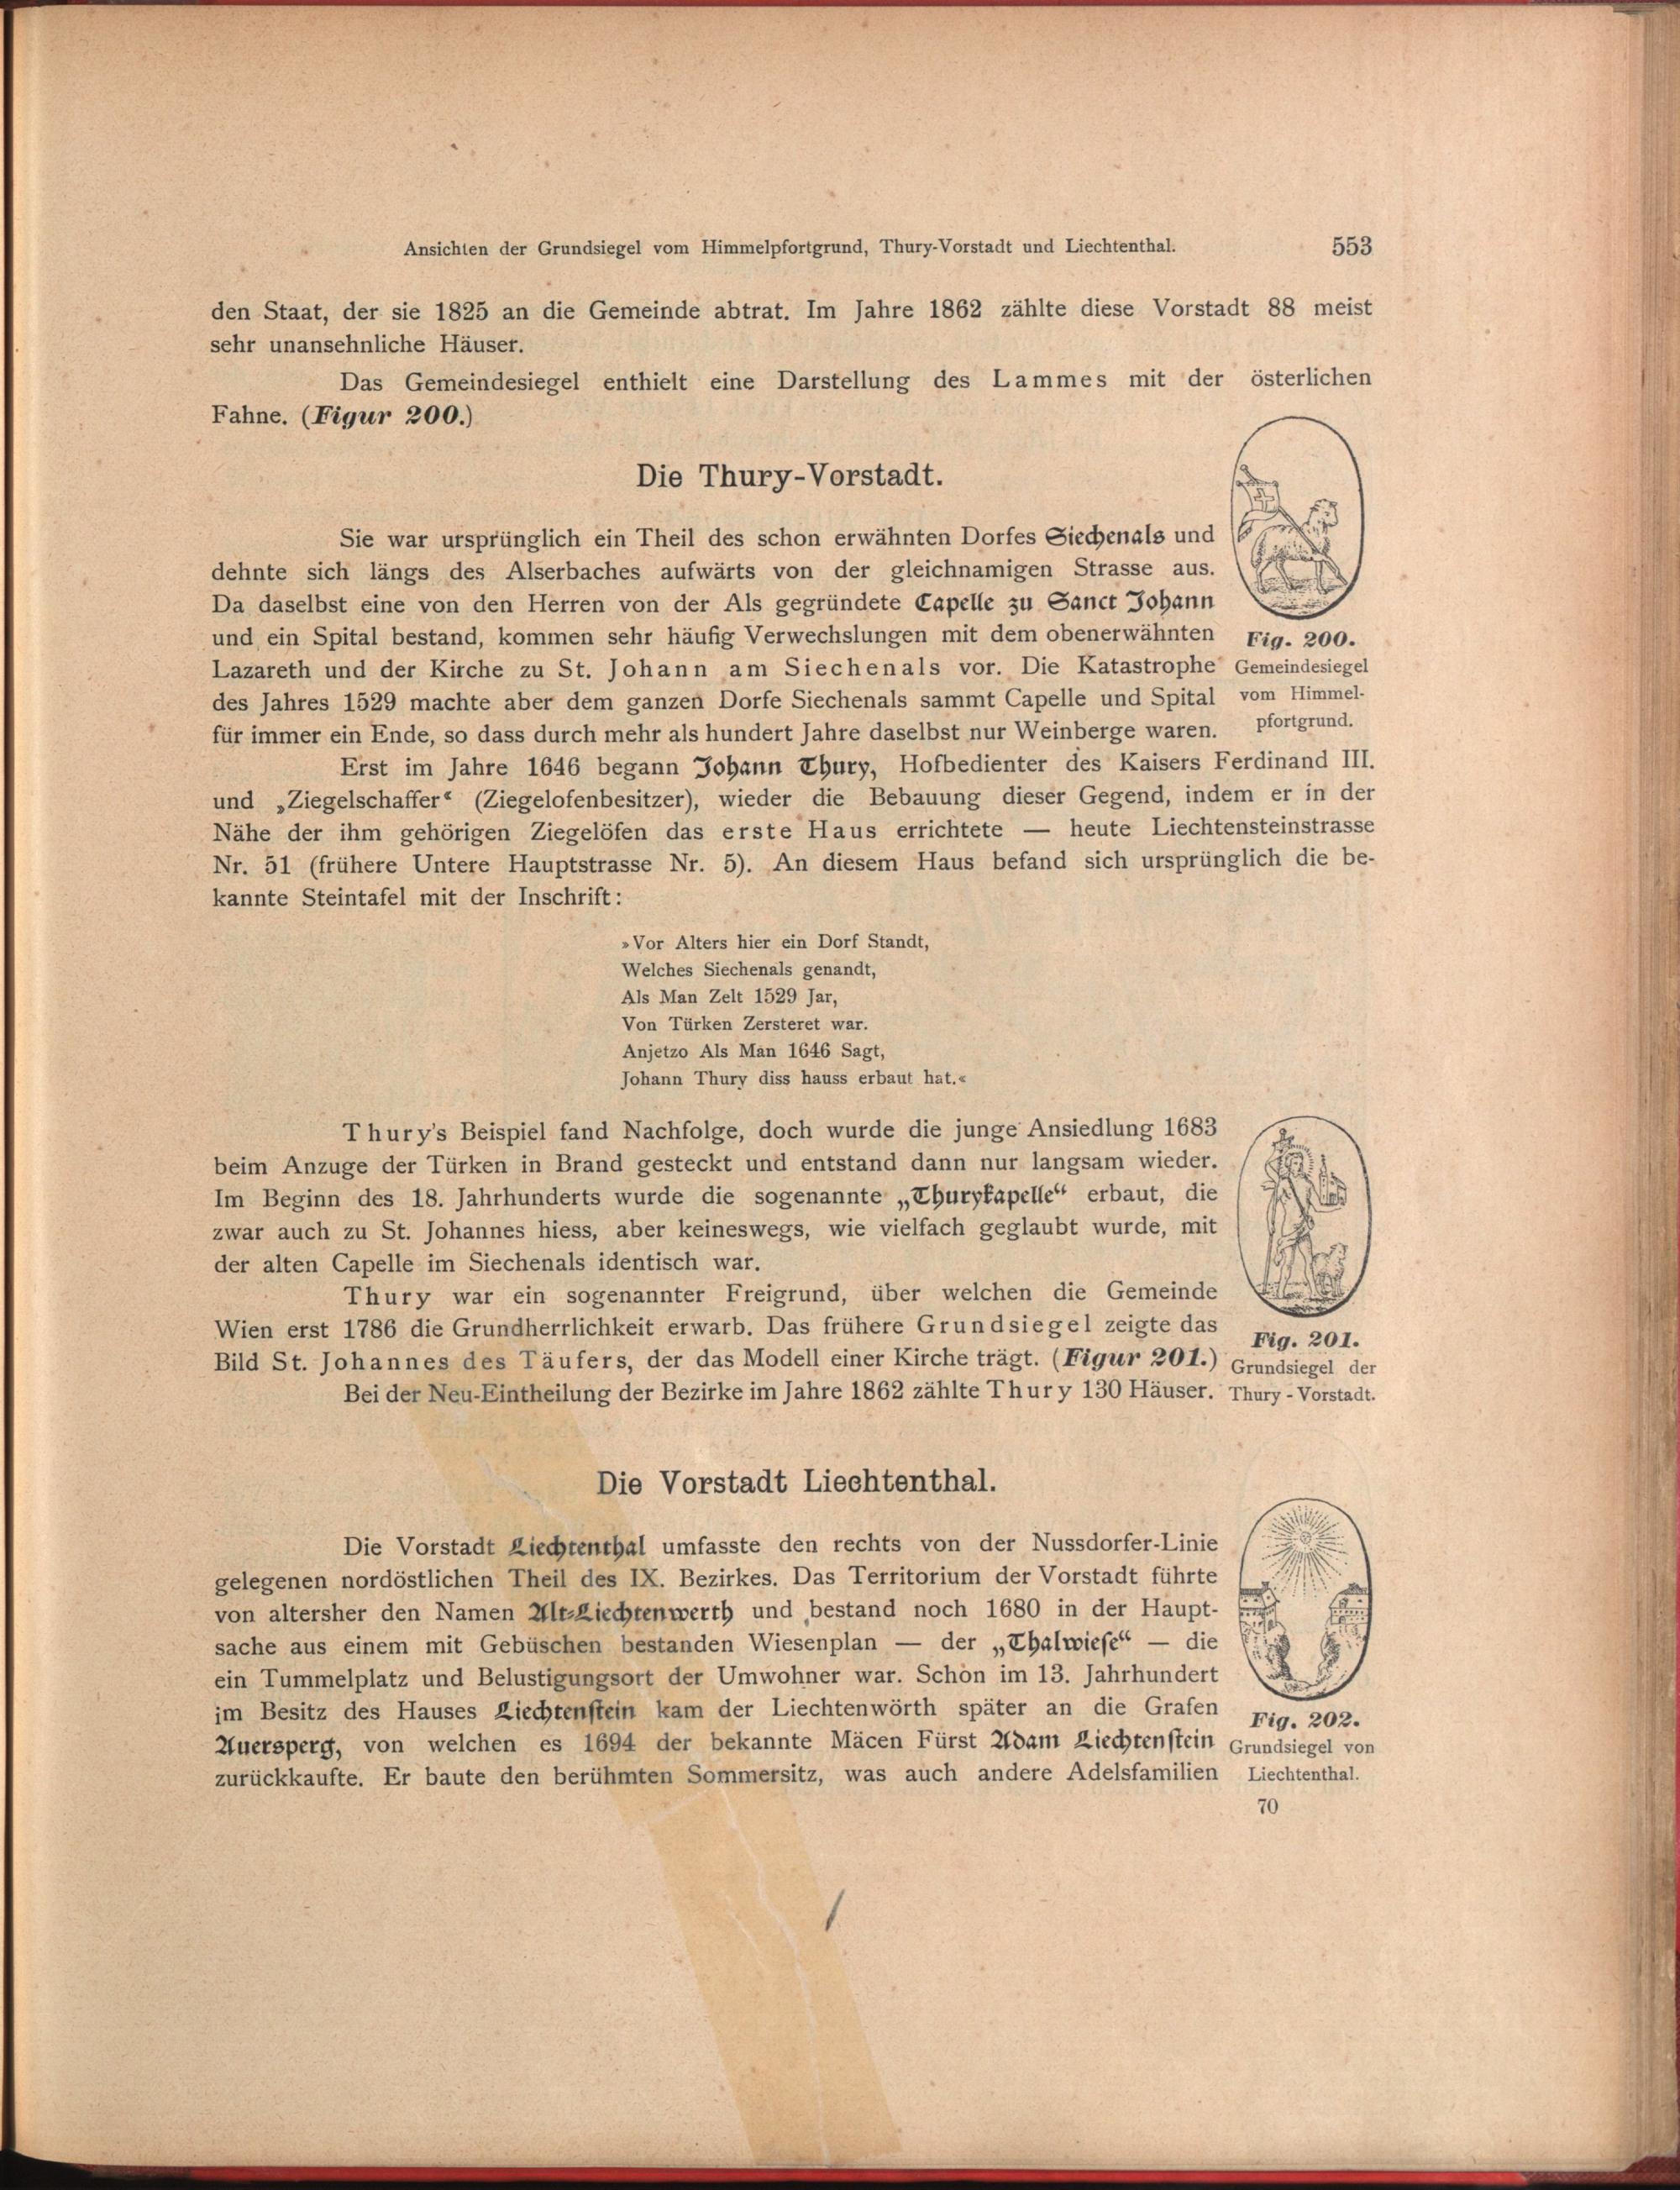 Ansichten der Grundsiegel vom Himmelpfortgrund, Thury-Vorstadt und Liechtenthal. 553
den Staat, der sie 1825 an die Gemeinde abtrat. Im Jahre 1862 zählte diese Vorstadt 88 meist
sehr unansehnliche Häuser.
Das Gemeindesiegel enthielt eine Darstellung des Lammes mit der österlichen
Fahne. (Figur 200.)
Die Thury-Vorstadt.
Sie war ursprünglich ein Theil des schon erwähnten Dorfes Siechenals und
dehnte sich längs des Alserbaches aufwärts von der gleichnamigen Strasse aus.
Da daselbst eine von den Herren von der Als gegründete Capelle zu Sanct Johann
und ein Spital bestand, kommen sehr häufig Verwechslungen mit dem obenerwähnten
Lazareth und der Kirche zu St. Johann am Siechenals vor. Die Katastrophe
des Jahres 1529 machte aber dem ganzen Dorfe Siechenals sammt Capelle und Spital
für immer ein Ende, so dass durch mehr als hundert Jahre daselbst nur Weinberge waren.
Fig. 200.
Gemeindesiegel
vom Himmel-
pfortgrund.
Erst im Jahre 1646 begann Johann Thury, Hofbedienter des Kaisers Ferdinand III.
und „Ziegelschaffer“ (Ziegelofenbesitzer), wieder die Bebauung dieser Gegend, indem er in der
Nähe der ihm gehörigen Ziegelöfen das erste Haus errichtete — heute Liechtensteinstrasse
Nr. 51 (frühere Untere Hauptstrasse Nr. 5). An diesem Haus befand sich ursprünglich die be-
kannte Steintafel mit der Inschrift:
»Vor Alters hier ein Dorf Standt,
Welches Siechenals genandt,
Als Man Zelt 1529 Jar,
Von Türken Zersteret war.
Anjetzo Als Man 1646 Sagt,
Johann Thury diss hauss erbaut hat.«
Thury's Beispiel fand Nachfolge, doch wurde die junge Ansiedlung 1683
beim Anzuge der Türken in Brand gesteckt und entstand dann nur langsam wieder.
Im Beginn des 18. Jahrhunderts wurde die sogenannte „Thurykapelle“ erbaut, die
zwar auch zu St. Johannes hiess, aber keineswegs, wie vielfach geglaubt wurde, mit
der alten Capelle im Siechenals identisch war.
Thury war ein sogenannter Freigrund, über welchen die Gemeinde
Wien erst 1786 die Grundherrlichkeit erwarb. Das frühere Grundsiegel zeigte das
Bild St. Johannes des Täufers, der das Modell einer Kirche trägt. (Figur 201.)
Bei der Neu-Eintheilung der Bezirke im Jahre 1862 zählte Thury 130 Häuser.
Fig. 201.
Grundsiegel der
Thury - Vorstadt.
Die Vorstadt Liechtenthal.
Die Vorstadt Liechtenthal umfasste den rechts von der Nussdorfer-Linie
gelegenen nordöstlichen Theil des IX. Bezirkes. Das Territorium der Vorstadt führte
von altersher den Namen Alt-Liechtenwerth und bestand noch 1680 in der Haupt-
sache aus einem mit Gebüschen bestanden Wiesenplan — der „Thalwiese“ — die
ein Tummelplatz und Belustigungsort der Umwohner war. Schon im 13. Jahrhundert
im Besitz des Hauses Liechtenstein kam der Liechtenwörth später an die Grafen
Auersperg, von welchen es 1694 der bekannte Mäcen Fürst Adam Liechtenstein
zurückkaufte. Er baute den berühmten Sommersitz, was auch andere Adelsfamilien
Fig. 202.
Grundsiegel von
Liechtenthal.
70